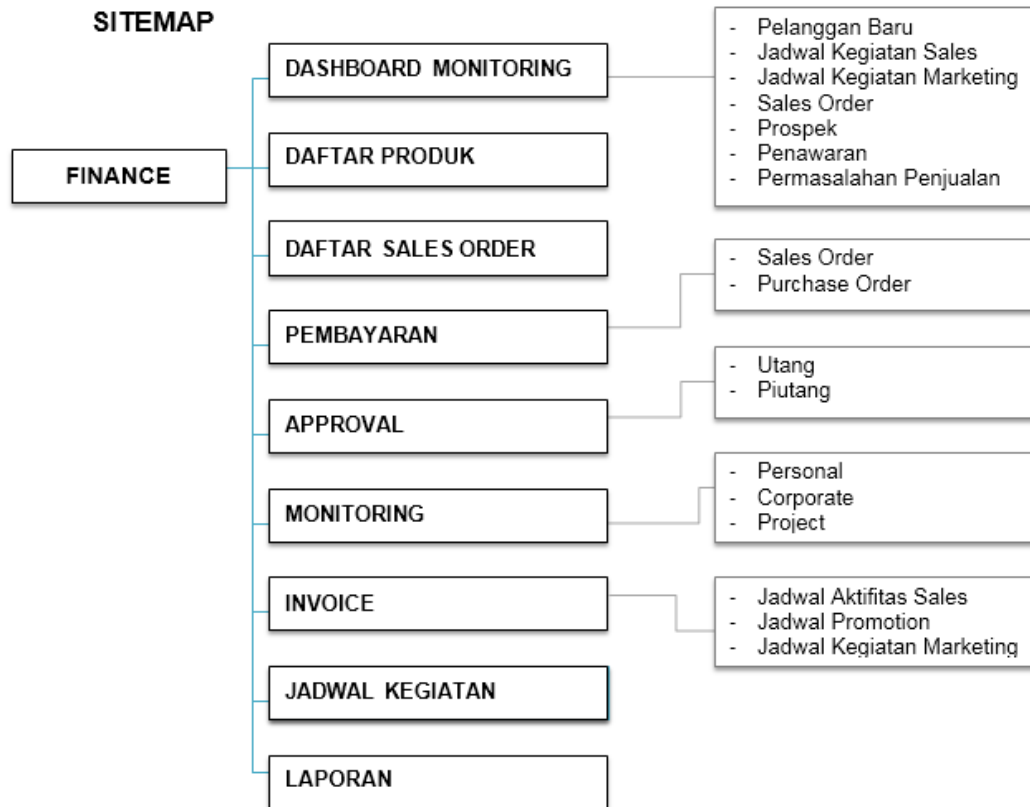 SITEMAP
FINANCE
DASHBOARD MONITORING
DAFTAR PRODUK
DAFTAR SALES ORDER
PEMBAYARAN
APPROVAL
MONITORING
INVOICE
JADWAL KEGIATAN
LAPORAN
- Pelanggan Baru
- Jadwal Kegiatan Sales
- Jadwal Kegiatan Marketing
- Sales Order
- Prospek
- Penawaran
- Permasalahan Penjualan
- Sales Order
- Purchase Order
- Utang
- Piutang
- Personal
- Corporate
- Project
- Jadwal Aktifitas Sales
- Jadwal Promotion
- Jadwal Kegiatan Marketing